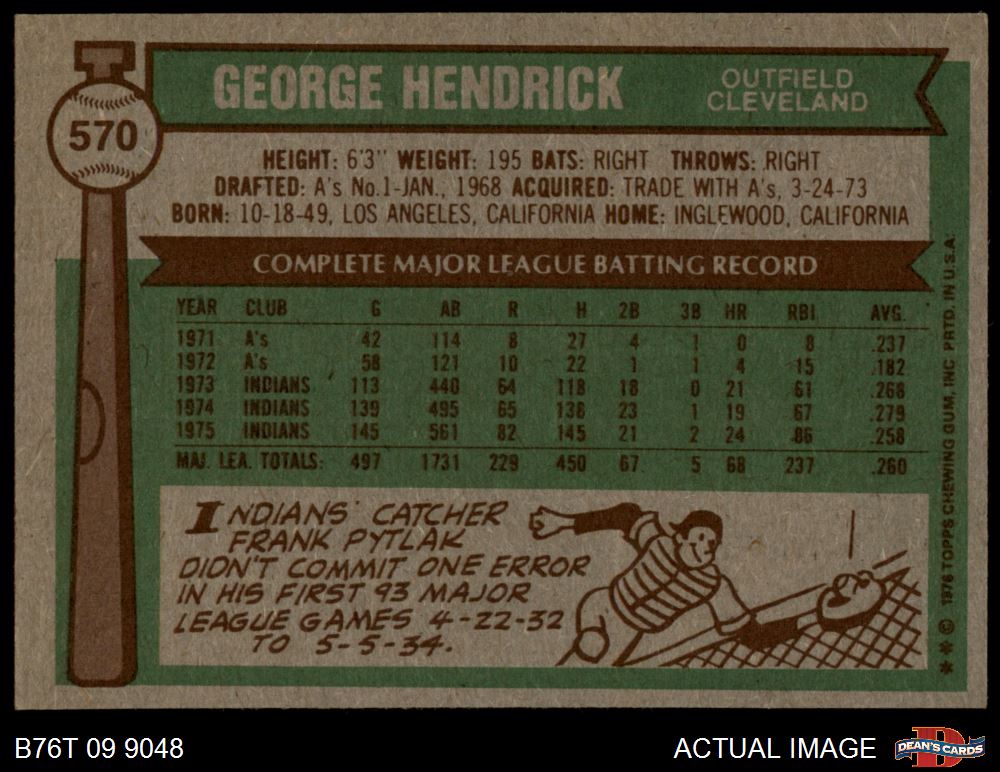 570
GEORGE HENDRICK
OUTFIELD
CLEVELAND
HEIGHT: 6'3" WEIGHT: 195 BATS: RIGHT THROWS: RIGHT
DRAFTED: A's No.1-JAN., 1968 ACQUIRED: TRADE WITH A's, 3-24-73
BORN: 10-18-49, LOS ANGELES, CALIFORNIA HOME: INGLEWOOD, CALIFORNIA
COMPLETE MAJOR LEAGUE BATTING RECORD
YEAR CLUB G AB R H 2B 3B HR RBI AVG.
1971 A's 42 114 8 27 4 1 0 8 .237
1972 A's 58 121 10 22 1 1 4 15 .182
1973 INDIANS 113 440 64 118 18 0 21 61 .268
1974 INDIANS 139 495 65 138 23 1 19 67 .279
1975 INDIANS 145 561 82 145 21 2 24 86 .258
MAJ. LEA. TOTALS: 497 1731 229 450 67 5 68 237 .260
INDIANS' CATCHER
FRANK PYTLAK
DIDN'T COMMIT ONE ERROR
IN HIS FIRST 93 MAJOR
LEAGUE GAMES 4-22-32
TO 5-5-34.
** © 1976 TOPPS CHEWING GUM, INC PRTD. IN U.S.A.
B76T 09 9048
ACTUAL IMAGE
D
DEAN'S CARDS